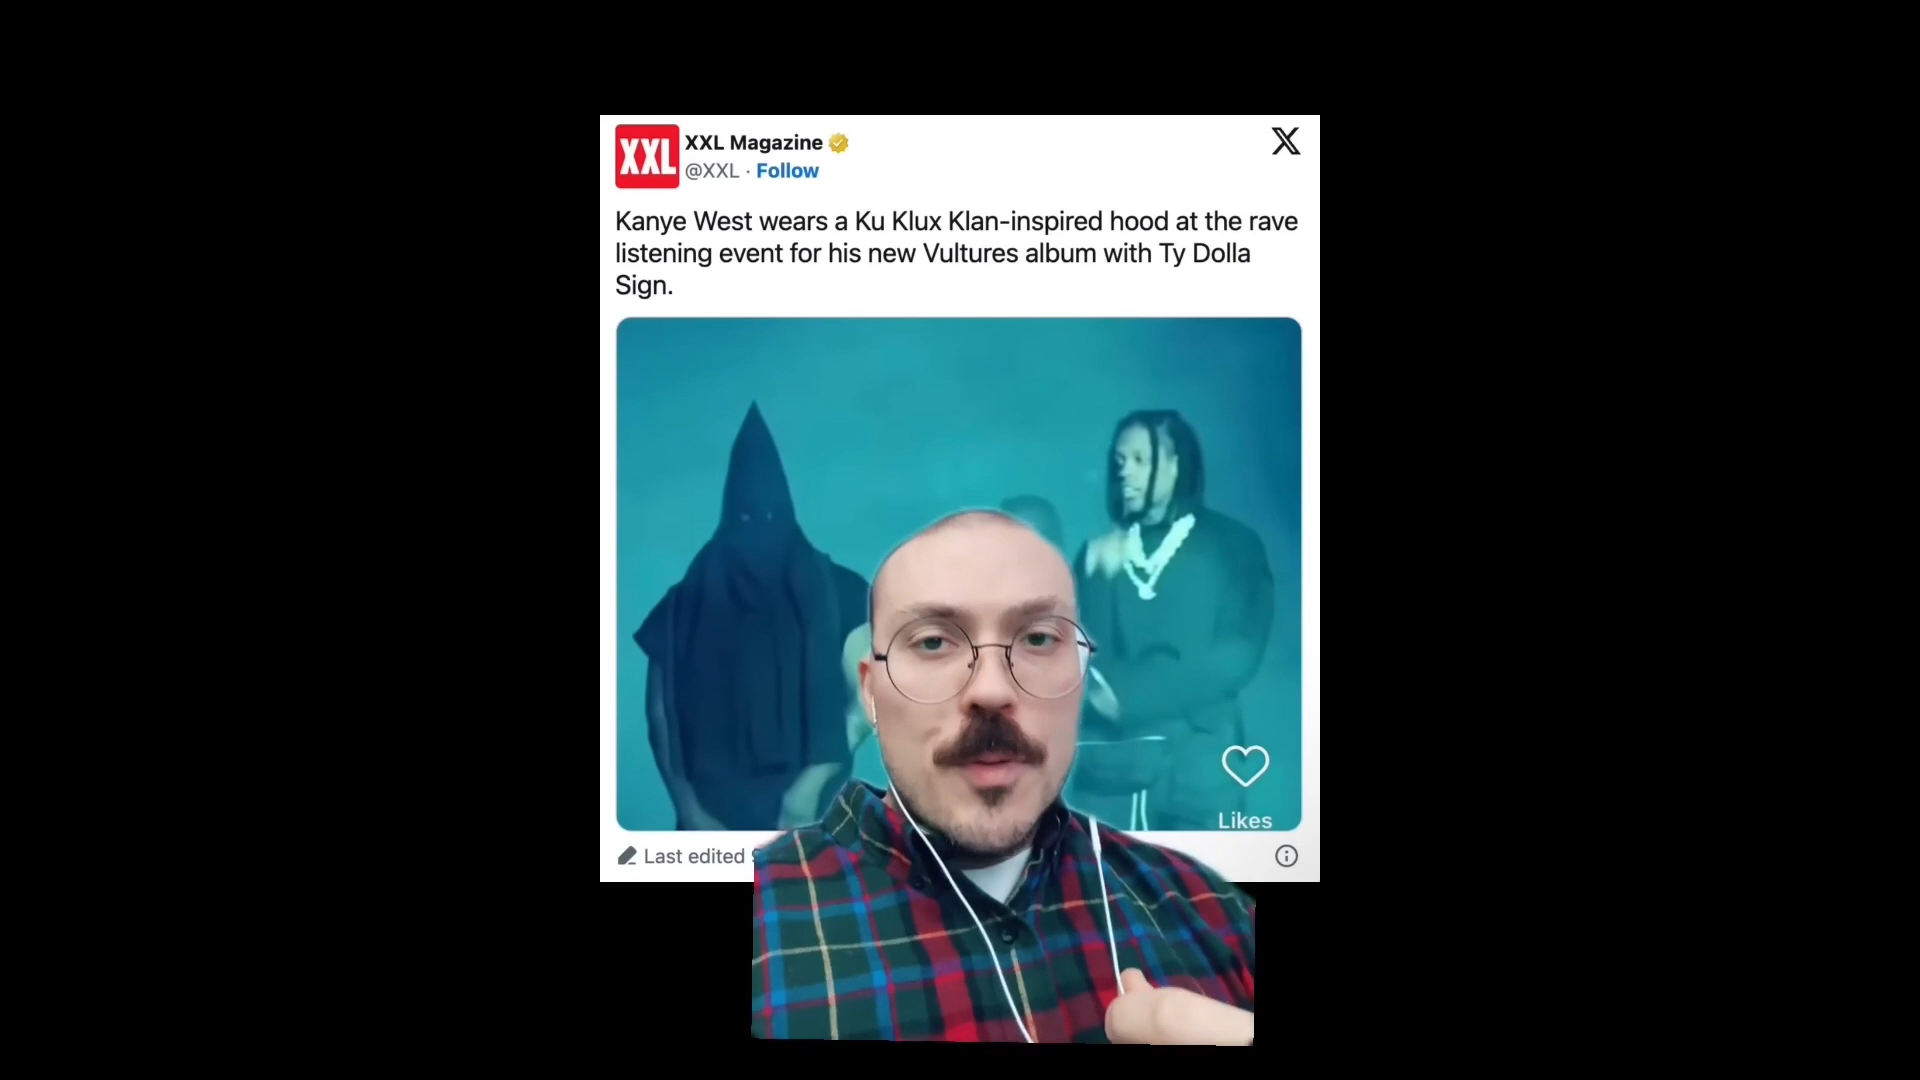 XXL
XXL Magazine
@XXL · Follow
Kanye West wears a Ku Klux Klan-inspired hood at the rave
listening event for his new Vultures album with Ty Dolla
Sign.
Likes
Last edited